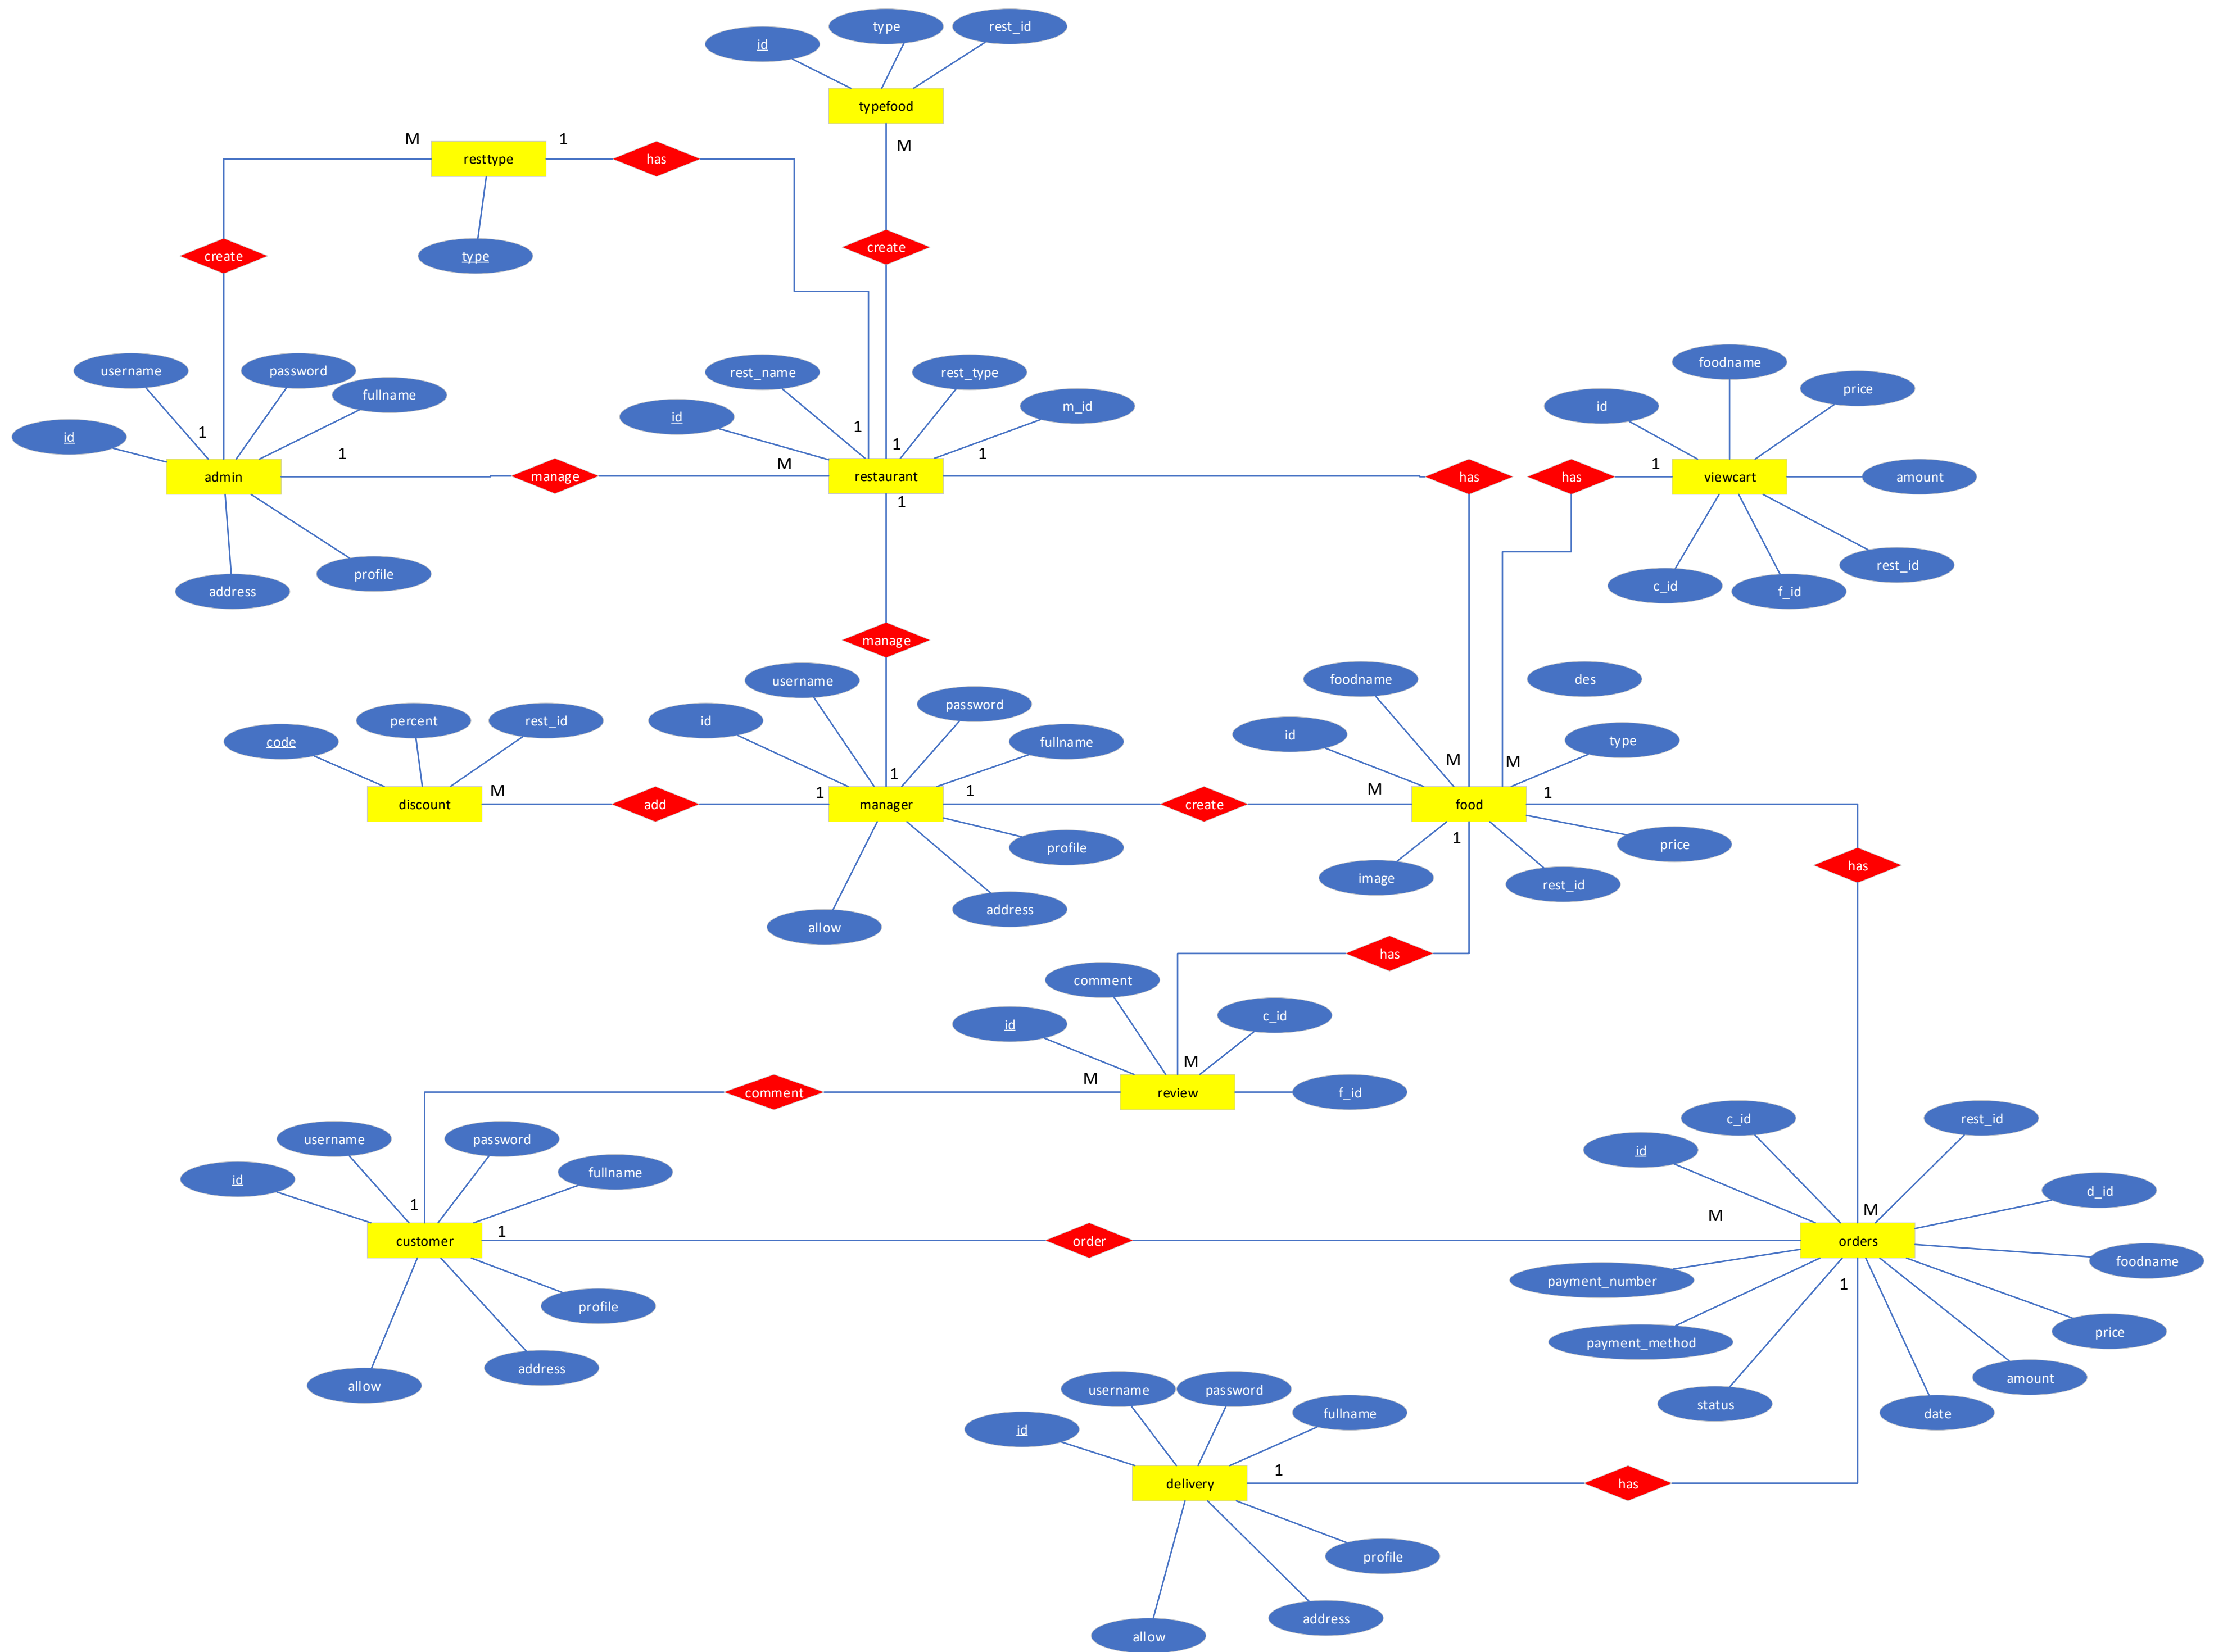 type
rest_id
id
typefood
M
resttype
1
has
M
type
create
create
foodname
username
password
fullname
rest_name
rest_type
m_id
id
price
id
id
1
1
1
1
1
M
1
admin
manage
restaurant
has
has
viewcart
amount
1
address
profile
c_id
f_id
rest_id
manage
username
foodname
des
code
percent
rest_id
id
password
fullname
id
type
M
M
1
M
1
1
M
1
discount
add
manager
create
food
1
profile
price
has
image
rest_id
allow
address
has
comment
id
c_id
M
M
comment
review
f_id
username
password
c_id
rest_id
id
fullname
id
d_id
1
1
M
M
customer
order
orders
foodname
payment_number
1
profile
price
payment_method
address
allow
amount
username
password
fullname
status
date
id
1
delivery
has
profile
address
allow